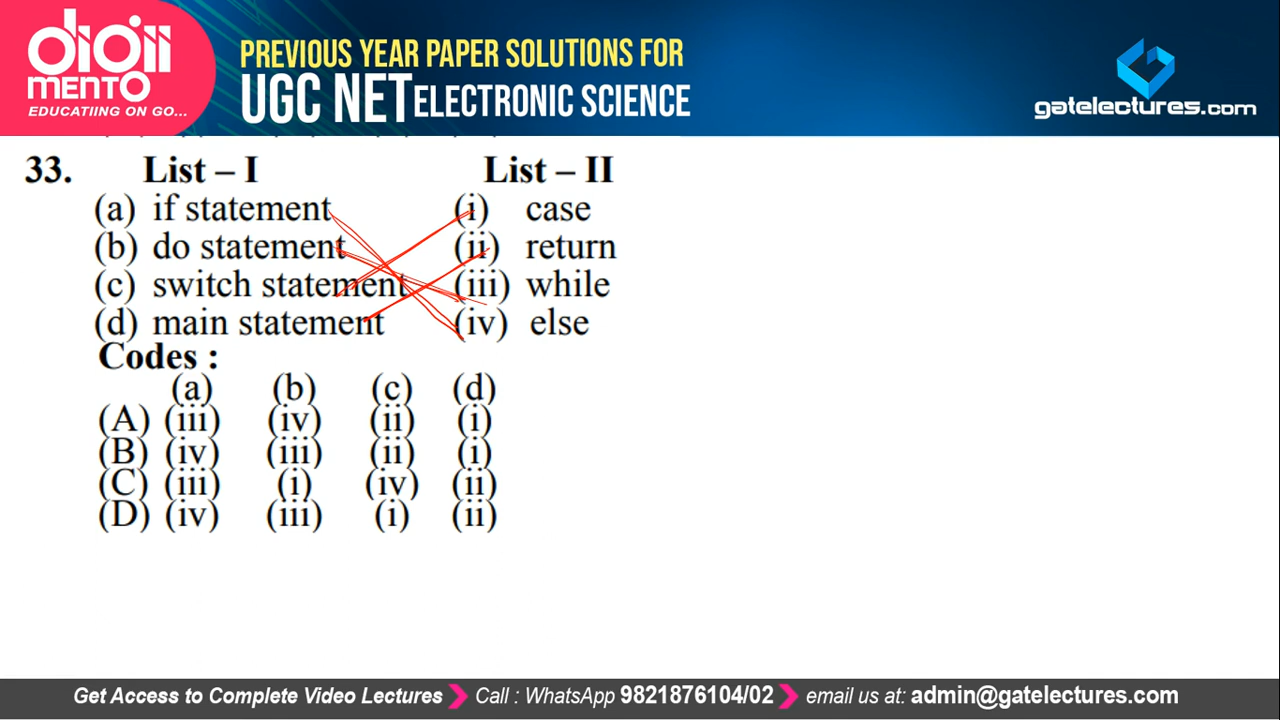 dioii
MENTO
EDUCATIING ON GO...
PREVIOUS YEAR PAPER SOLUTIONS FOR
UGC NET ELECTRONIC SCIENCE
gatelectures.com
33. List – I List – II
(a) if statement (i) case
(b) do statement (ii) return
(c) switch statement (iii) while
(d) main statement (iv) else
Codes :
(a) (b) (c) (d)
(A) (iii) (iv) (ii) (i)
(B) (iv) (iii) (ii) (i)
(C) (iii) (i) (iv) (ii)
(D) (iv) (iii) (i) (ii)
Get Access to Complete Video Lectures Call : WhatsApp 9821876104/02 email us at: admin@gatelectures.com